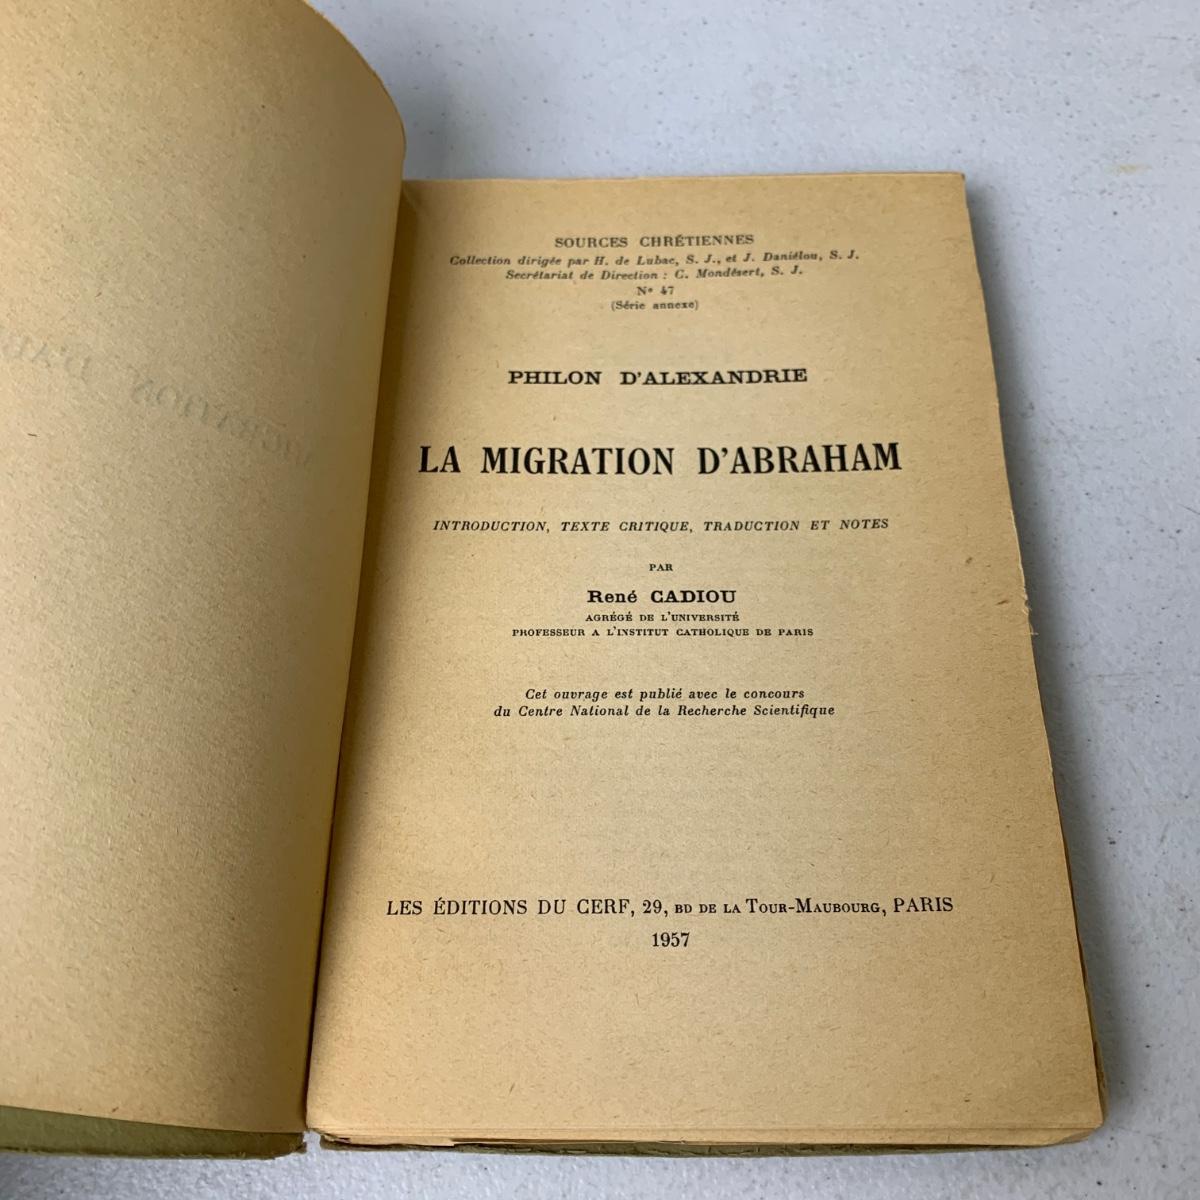 SOURCES CHRÉTIENNES
Collection dirigée par H. de Lubac, S. J., et J. Daniélou, S. J.
Secrétariat de Direction : C. Mondésert, S. J.
N° 47
(Série annexe)
PHILON D'ALEXANDRIE
LA MIGRATION D'ABRAHAM
INTRODUCTION, TEXTE CRITIQUE, TRADUCTION ET NOTES
PAR
René CADIOU
AGRÉGÉ DE L'UNIVERSITÉ
PROFESSEUR A L'INSTITUT CATHOLIQUE DE PARIS
Cet ouvrage est publié avec le concours
du Centre National de la Recherche Scientifique
LES ÉDITIONS DU CERF, 29, BD DE LA TOUR-MAUBOURG, PARIS
1957